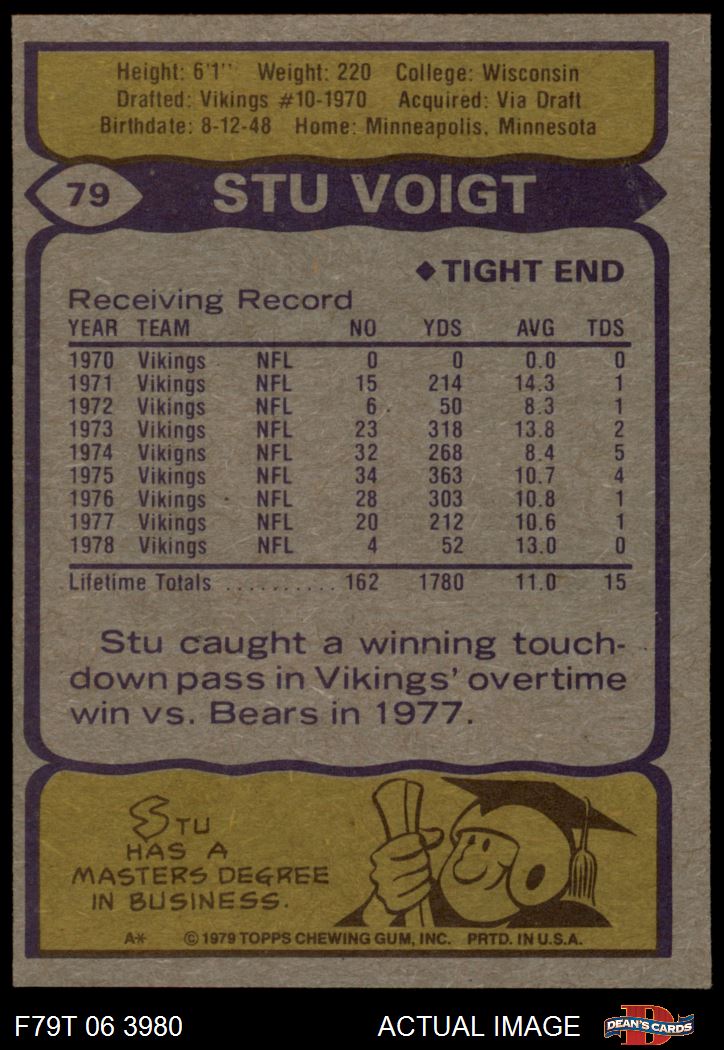 Height: 6'1" Weight: 220 College: Wisconsin
Drafted: Vikings #10-1970 Acquired: Via Draft
Birthdate: 8-12-48 Home: Minneapolis, Minnesota
79 STU VOIGT
◆TIGHT END
Receiving Record
YEAR TEAM NO YDS AVG TDS
1970 Vikings NFL 0 0 0.0 0
1971 Vikings NFL 15 214 14.3 1
1972 Vikings NFL 6 50 8.3 1
1973 Vikings NFL 23 318 13.8 2
1974 Vikigns NFL 32 268 8.4 5
1975 Vikings NFL 34 363 10.7 4
1976 Vikings NFL 28 303 10.8 1
1977 Vikings NFL 20 212 10.6 1
1978 Vikings NFL 4 52 13.0 0
Lifetime Totals .......... 162 1780 11.0 15
Stu caught a winning touch-
down pass in Vikings' overtime
win vs. Bears in 1977.
STU
HAS A
MASTERS DEGREE
IN BUSINESS.
A* © 1979 TOPPS CHEWING GUM, INC. PRTD. IN U.S.A.
F79T 06 3980 ACTUAL IMAGE D DEAN'S CARDS